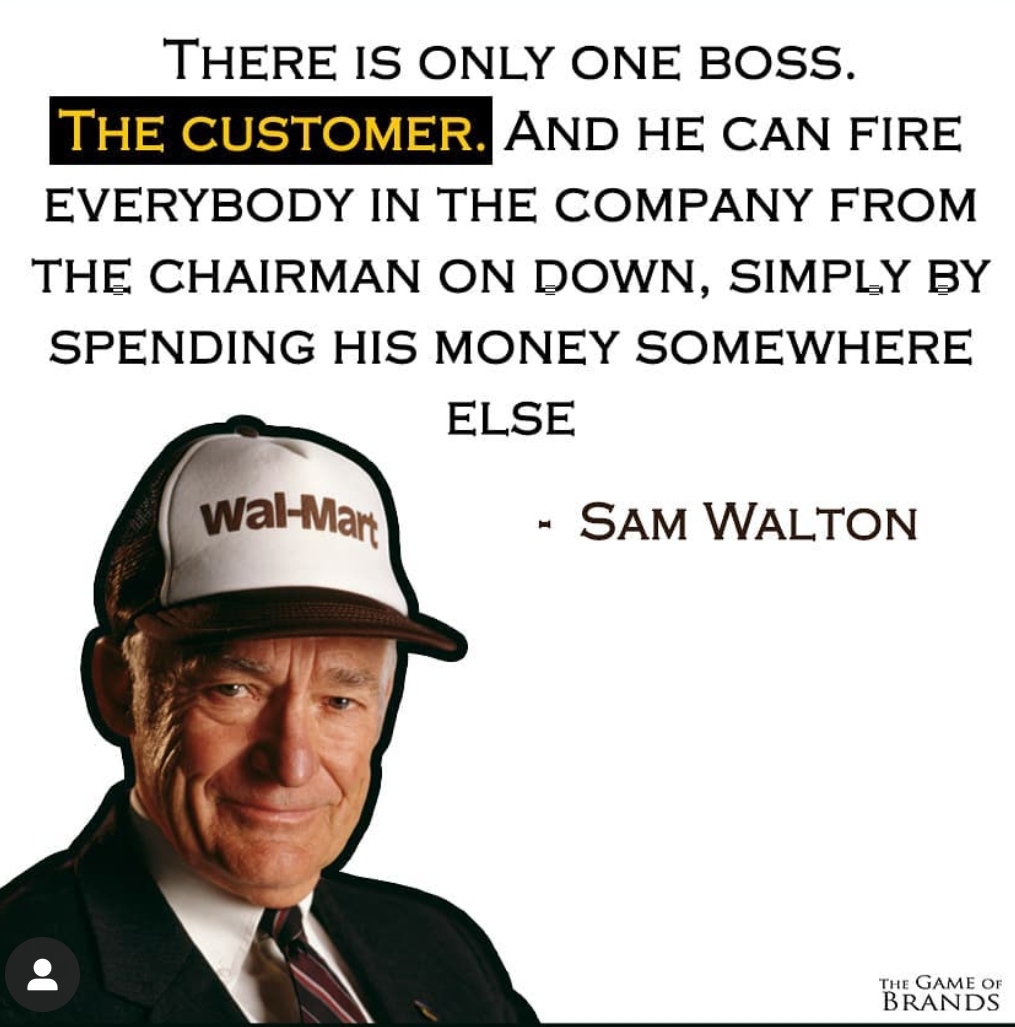 THERE IS ONLY ONE BOSS.
THE CUSTOMER. AND HE CAN FIRE
EVERYBODY IN THE COMPANY FROM
THE CHAIRMAN ON DOWN, SIMPLY BY
SPENDING HIS MONEY SOMEWHERE
ELSE
- SAM WALTON
Wal-Mart
THE GAME OF
BRANDS